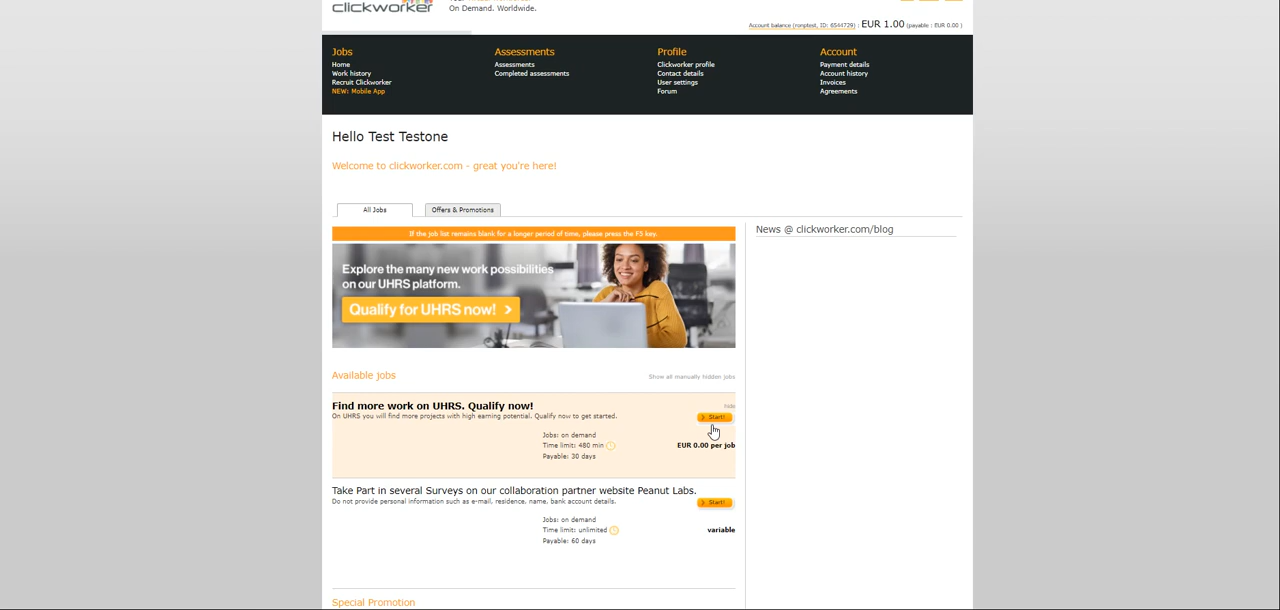 clickworker
On Demand. Worldwide.
Account balance (ronptest, ID: 6544729) : EUR 1.00 (payable : EUR 0.00 )
Jobs
Home
Work history
Recruit Clickworker
NEW: Mobile App
Assessments
Assessments
Completed assessments
Profile
Clickworker profile
Contact details
User settings
Forum
Account
Payment details
Account history
Invoices
Agreements
Hello Test Testone
Welcome to clickworker.com - great you're here!
All Jobs
Offers & Promotions
If the job list remains blank for a longer period of time, please press the F5 key.
Explore the many new work possibilities
on our UHRS platform.
Qualify for UHRS now! >
News @ clickworker.com/blog
Available jobs
Show all manually hidden jobs
Find more work on UHRS. Qualify now!
hide
On UHRS you will find more projects with high earning potential. Qualify now to get started.
> Start!
Jobs: on demand
Time limit: 480 min
EUR 0.00 per job
Payable: 30 days
Take Part in several Surveys on our collaboration partner website Peanut Labs.
Do not provide personal information such as e-mail, residence, name, bank account details.
> Start!
Jobs: on demand
Time limit: unlimited
variable
Payable: 60 days
Special Promotion